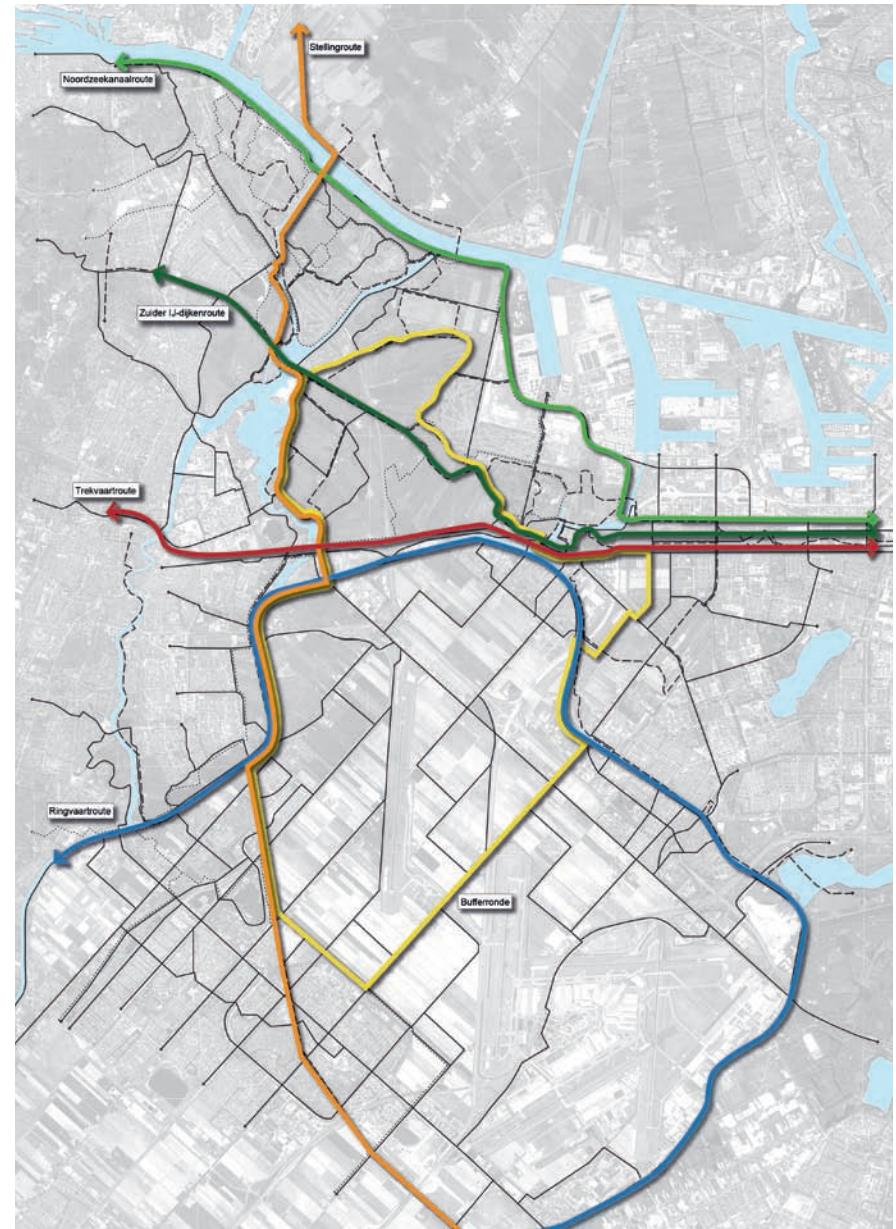 Stellingroute
Noordzeekanaalroute
Zuider IJ-dijkenroute
Trekvaartroute
Ringvaartroute
Bufferronde